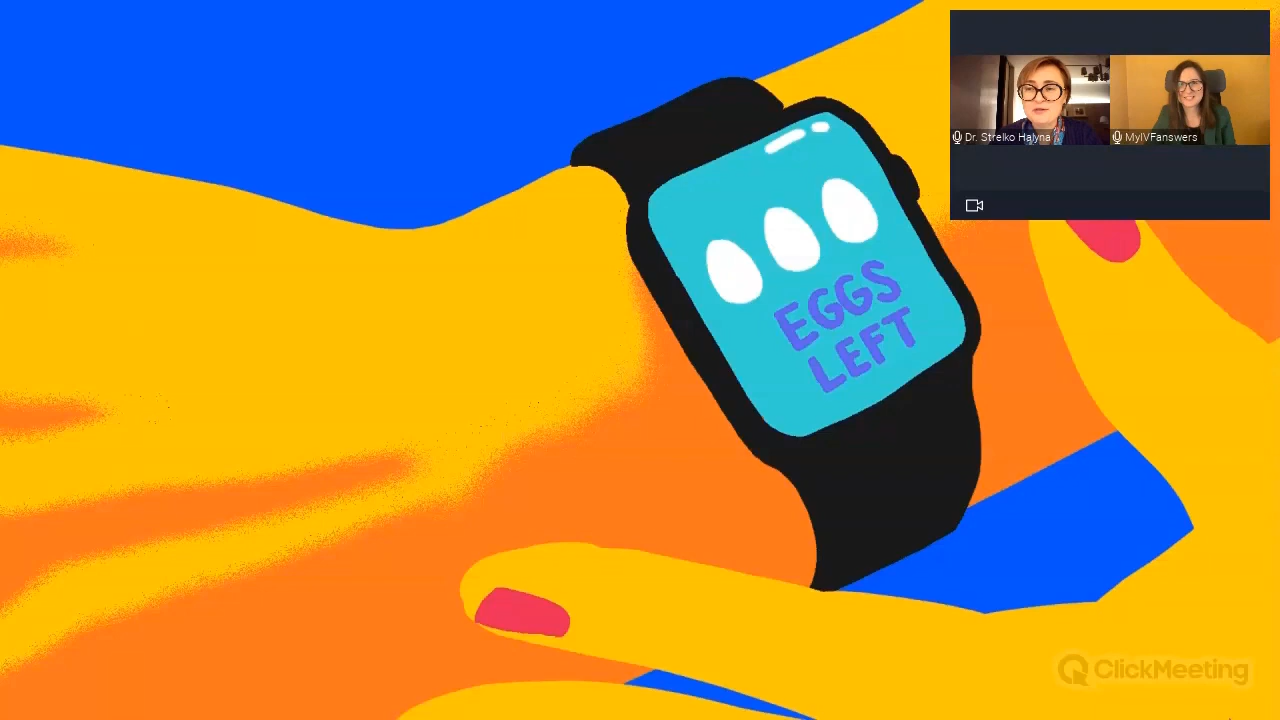 Dr. Strelko Halyna
MyIVFanswers
EGGS
LEFT
ClickMeeting